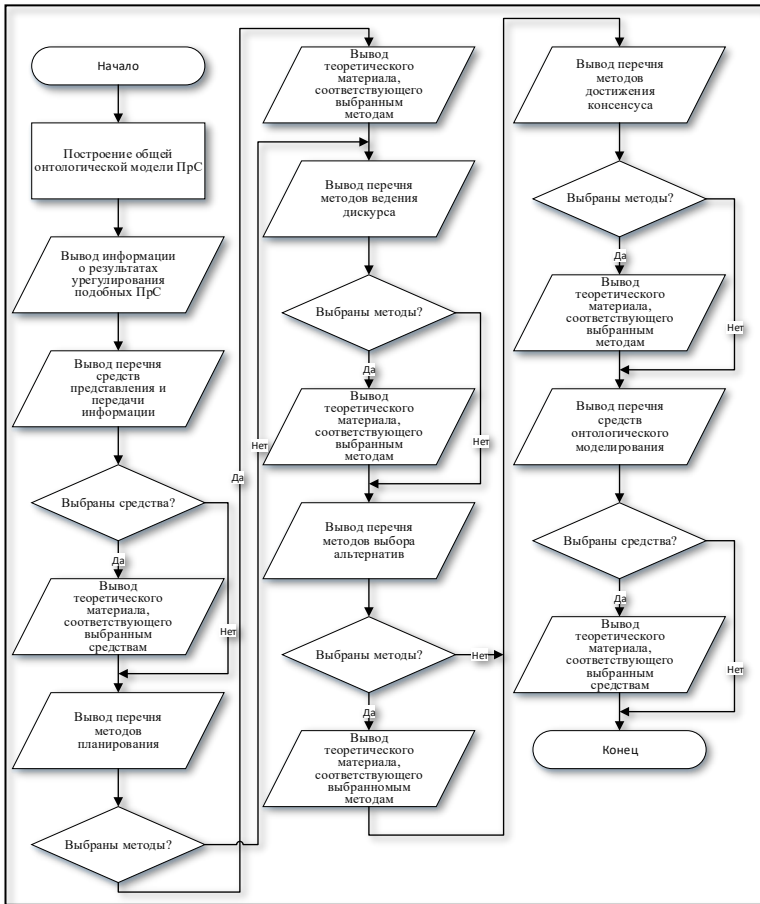 Начало
Построение общей
онтологической модели ПрС
Вывод информации
о результатах
урегулирования
подобных ПрС
Вывод перечня
средств
представления и
передачи
информации
Выбраны средства?
Да
Нет
Вывод
теоретического
материала,
соответствующего
выбранным
средствам
Вывод перечня
методов
планирования
Выбраны методы?
Да
Нет
Вывод
теоретического
материала,
соответствующего
выбранным
методам
Вывод перечня
методов ведения
дискурса
Выбраны методы?
Да
Нет
Вывод
теоретического
материала,
соответствующего
выбранным
методам
Вывод перечня
методов выбора
альтернатив
Выбраны методы?
Нет
Да
Вывод
теоретического
материала,
соответствующего
выбранномым
методам
Вывод перечня
методов
достижения
консенсуса
Выбраны методы?
Да
Нет
Вывод
теоретического
материала,
соответствующего
выбранным
методам
Вывод перечня
средств
онтологического
моделирования
Выбраны средства?
Да
Нет
Вывод
теоретического
материала,
соответствующего
выбранным
средствам
Конец